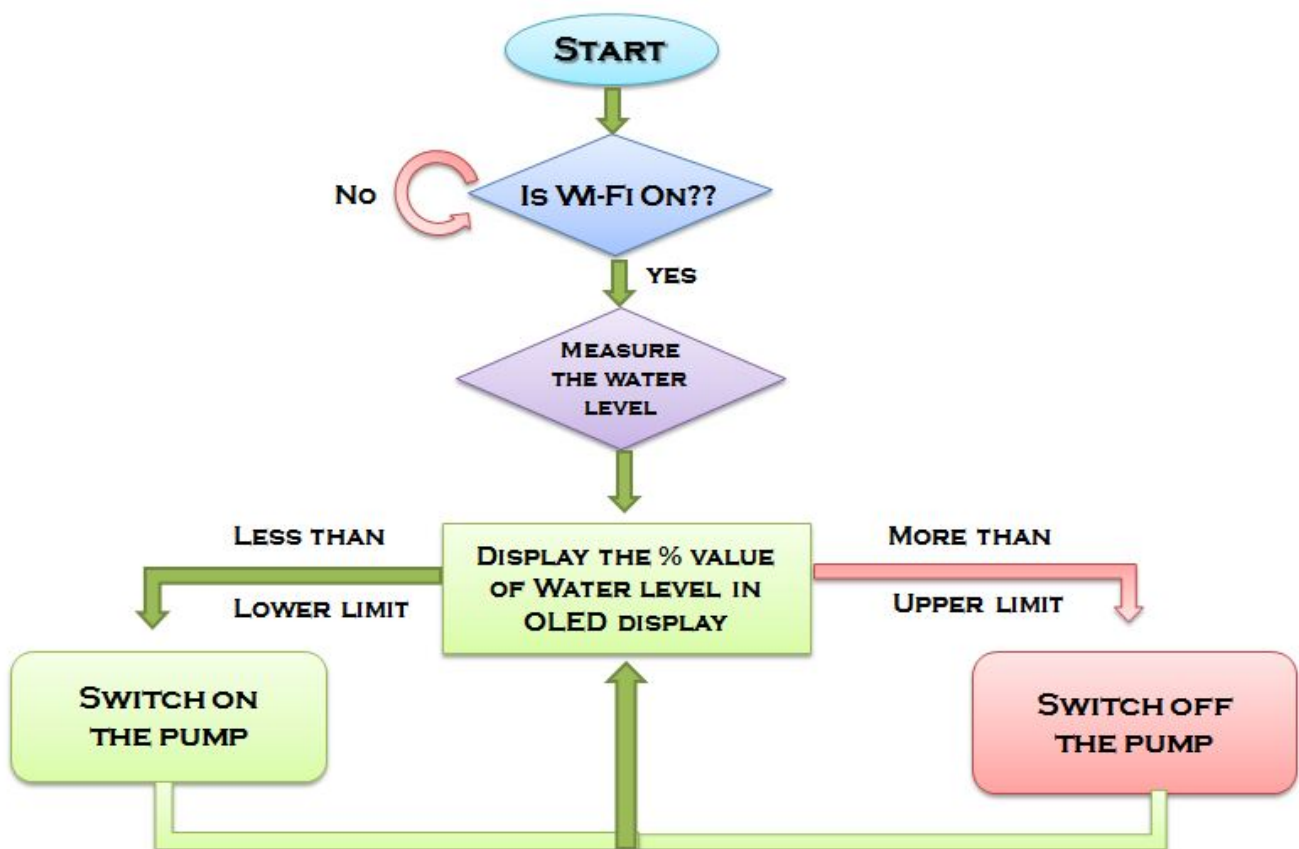 START
IS WI-FI ON??
NO
YES
MEASURE
THE WATER
LEVEL
LESS THAN
LOWER LIMIT
DISPLAY THE % VALUE
OF WATER LEVEL IN
OLED DISPLAY
MORE THAN
UPPER LIMIT
SWITCH ON
THE PUMP
SWITCH OFF
THE PUMP